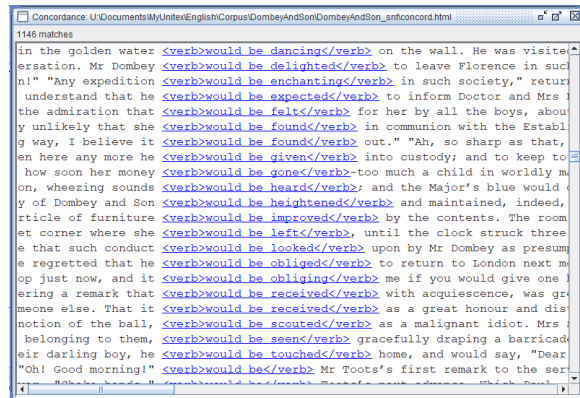 Concordance: U:\Documents\MyUnitex\English\Corpus\DombeyAndSon\DombeyAndSon_snt\concord.html
1146 matches
in the golden water <verb>would be dancing</verb> on the wall. He was visite
ersation. Mr Dombey <verb>would be delighted</verb> to leave Florence in suc
n!" "Any expedition <verb>would be enchanting</verb> in such society," retur
understand that he <verb>would be expected</verb> to inform Doctor and Mrs
the admiration that <verb>would be felt</verb> for her by all the boys, abou
y unlikely that she <verb>would be found</verb> in communion with the Establi
g way, I believe it <verb>would be found</verb> out." "Ah, so sharp as that,
en here any more he <verb>would be given</verb> into custody; and to keep to
how soon her money <verb>would be gone</verb>-too much a child in worldly m
on, wheezing sounds <verb>would be heard</verb>; and the Major's blue would
y of Dombey and Son <verb>would be heightened</verb> and maintained, indeed,
rticle of furniture <verb>would be improved</verb> by the contents. The room
et corner where she <verb>would be left</verb>, until the clock struck three
e that such conduct <verb>would be looked</verb> upon by Mr Dombey as presum
e regretted that he <verb>would be obliged</verb> to return to London next m
op just now, and it <verb>would be obliging</verb> me if you would give one
ering a remark that <verb>would be received</verb> with acquiescence, was gr
meone else. That it <verb>would be received</verb> as a great honour and dis
notion of the ball, <verb>would be scouted</verb> as a malignant idiot. Mrs
belonging to them, <verb>would be seen</verb> gracefully draping a barricad
eir darling boy, he <verb>would be touched</verb> home, and would say, "Dear
"Oh! Good morning!" <verb>would be</verb> Mr Toots's first remark to the ser